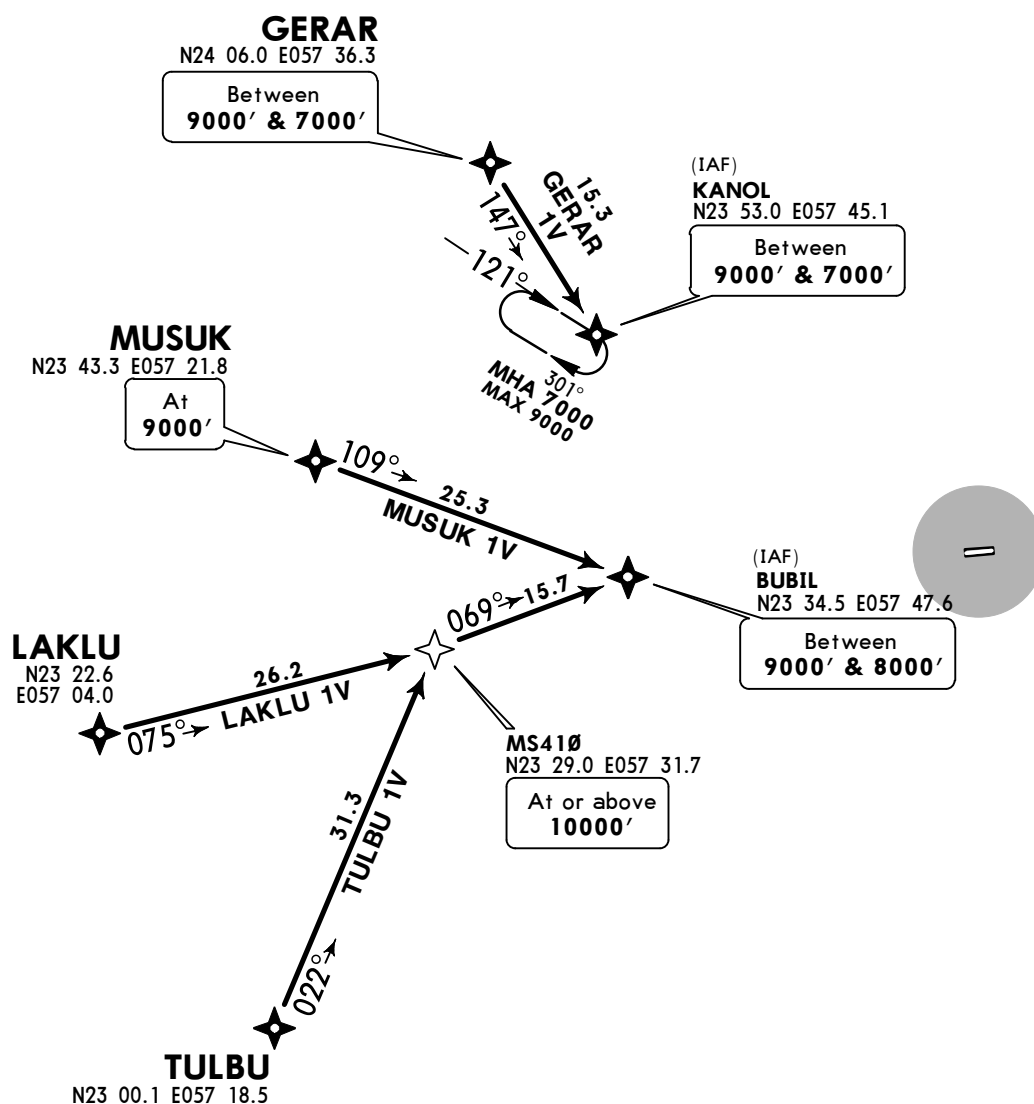 GERAR
N24 06.0 E057 36.3
Between
9000′ & 7000′
15.3
GERAR
1V
147°
121°
(IAF)
KANOL
N23 53.0 E057 45.1
Between
9000′ & 7000′
301°
MHA 7000
MAX 9000
MUSUK
N23 43.3 E057 21.8
At
9000′
109°
25.3
MUSUK 1V
(IAF)
BUBIL
N23 34.5 E057 47.6
Between
9000′ & 8000′
069°
15.7
LAKLU
N23 22.6
E057 04.0
26.2
075°
LAKLU 1V
MS41Ø
N23 29.0 E057 31.7
At or above
10000′
31.3
TULBU 1V
022°
TULBU
N23 00.1 E057 18.5